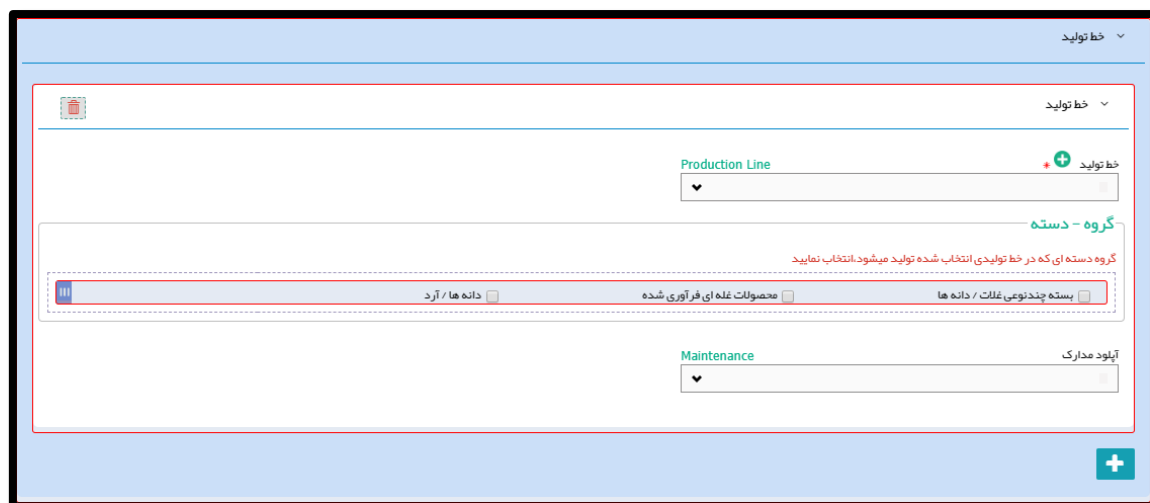 خط تولید
خط تولید
خط تولید * Production Line
گروه - دسته
گروه دسته ای که در خط تولیدی انتخاب شده تولید میشود،انتخاب نمایید
بسته چندنوعی غلات / دانه ها محصولات غله ای فرآوری شده دانه ها / آرد
آپلود مدارک Maintenance